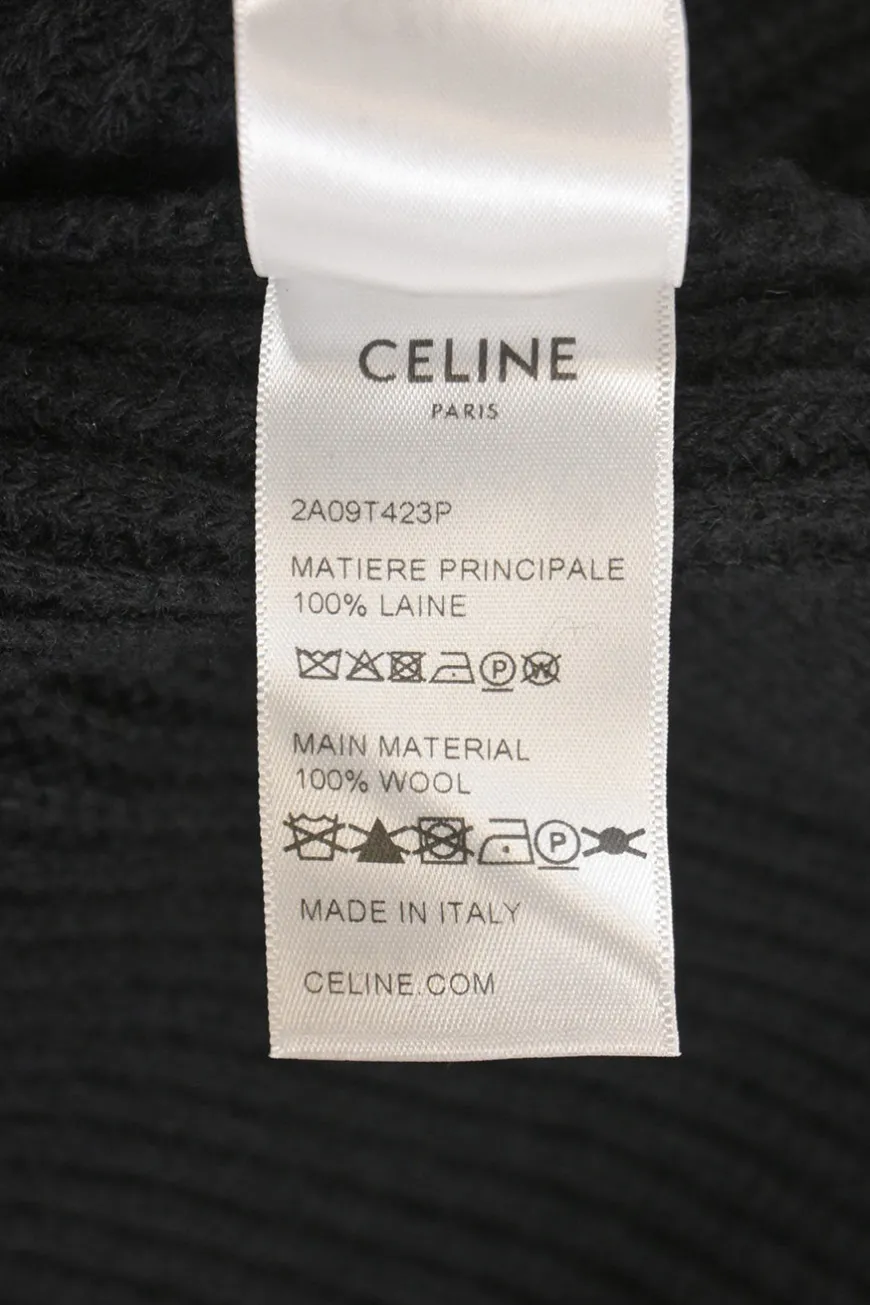 CELINE
PARIS
2A09T423P
MATIERE PRINCIPALE
100% LAINE
P W
MAIN MATERIAL
100% WOOL
P
MADE IN ITALY
CELINE.COM